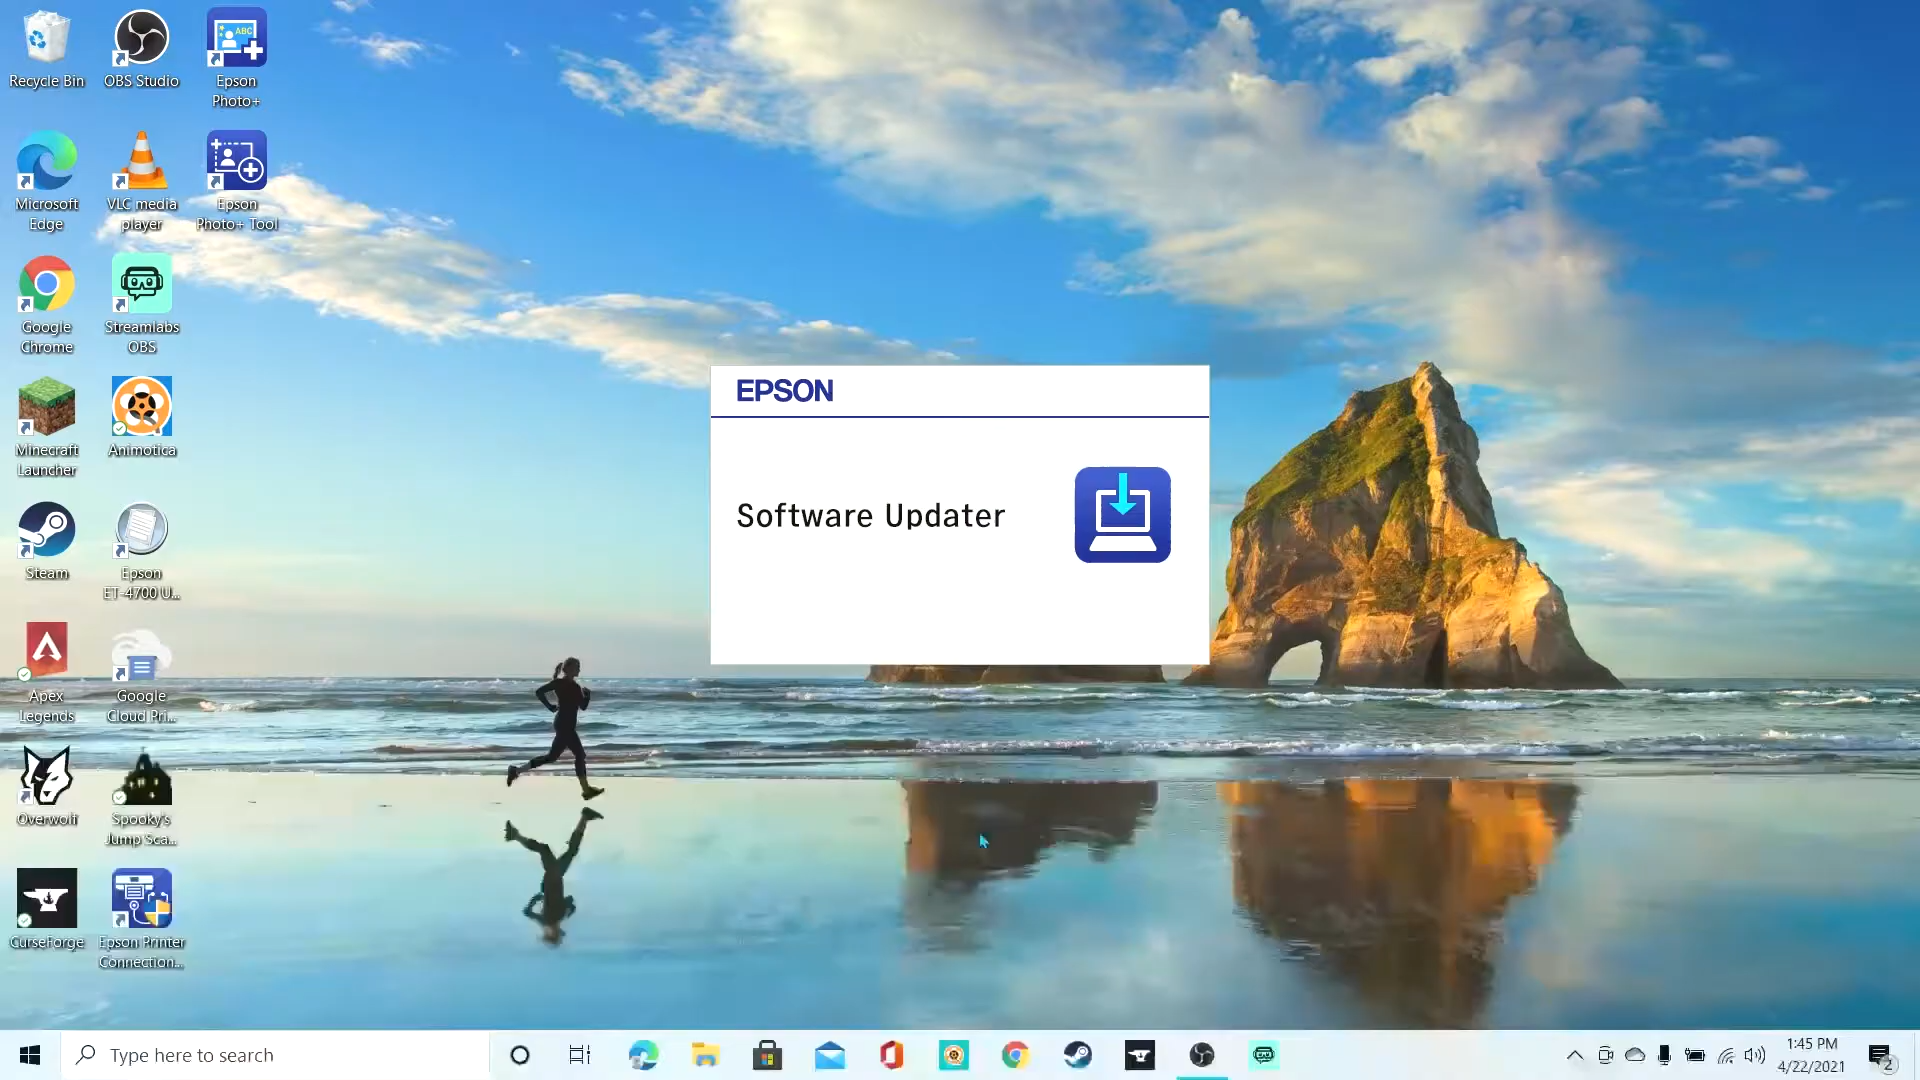 Recycle Bin
OBS Studio
Epson
Photo+
ABC
Microsoft
Edge
VLC media
player
Epson
Photo+ Tool
Google
Chrome
Streamlabs
OBS
Minecraft
Launcher
Animotica
Steam
Epson
ET-4700 U...
Apex
Legends
Google
Cloud Pri...
Overwolf
Spooky's
Jump Sca...
CurseForge
Epson Printer
Connection...
EPSON
Software Updater
Type here to search
1:45 PM
4/22/2021
2